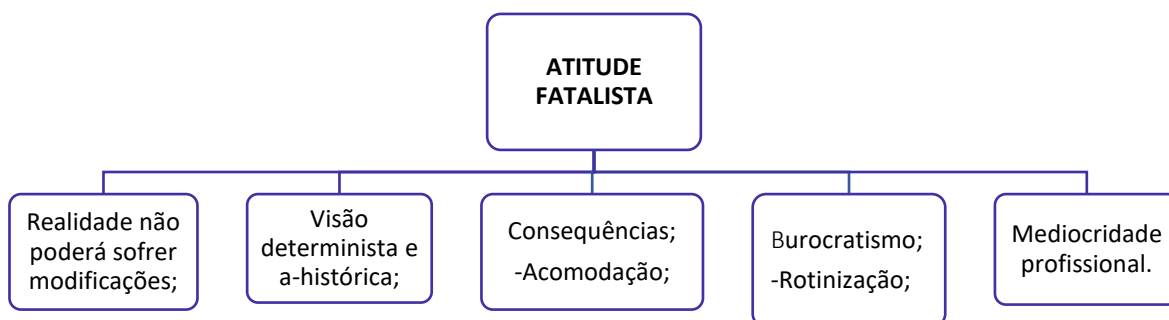 ATITUDE
FATALISTA
Realidade não
poderá sofrer
modificações;
Visão
determinista e
a-histórica;
Consequências;
-Acomodação;
Burocratismo;
-Rotinização;
Mediocridade
profissional.